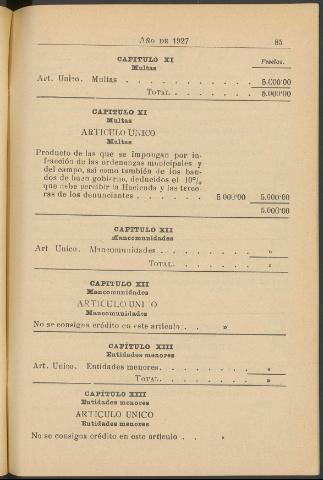 AÑO DE 1927 85
CAPITULO XI Pesetas.
Multas
Art. Unico. Multas . . . . . . . . . . . 5.000'00
TOTAL. . . . . . . . 5.000'00
CAPITULO XI
Multas
ARTICULO UNICO
Multas
Producto de las que se impongan por in-
fracción de las ordenanzas municipales y
del campo, así como también de los ban-
dos de buen gobierno, deducidos el 10%
que debe percibir la Hacienda y las terce-
ras de los denunciantes . . . . . . 5.000'00 5.000'00
5.000'00
CAPITULO XII
Mancomunidades
Art Unico. Mancomunidades . . . . . . . . »
TOTAL. . . . . . . »
CAPITULO XII
Mancomunidades
ARTICULO UNICO
Mancomunidades
No se consigna crédito en este artículo . . »
CAPÍTULO XIII
Entidades menores
Art. Unico. Entidades menores. . . . . . . . »
TOTAL. . . . . . . . »
CAPÍTULO XIII
Entidades menores
ARTICULO UNICO
Entidades menores
No se consigna crédito en este artículo . . »